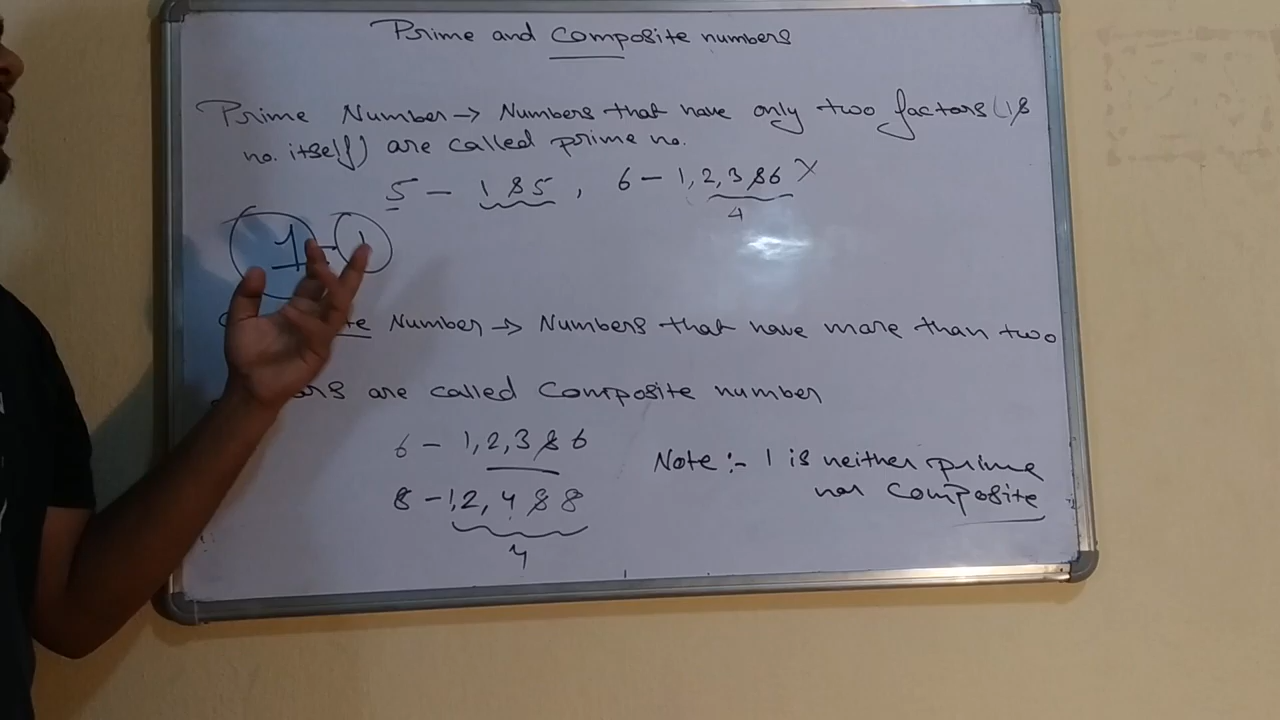 Prime and Composite numbers
Prime Number → Numbers that have only two factors (1 &
no. itself) are called prime no.
5 – 1 & 5, 6 – 1, 2, 3 & 6 X
4
1 – 1
Number → Numbers that have more than two
are called Composite number
6 – 1, 2, 3 & 6
8 – 1, 2, 4 & 8
4
Note :- 1 is neither prime
nor composite